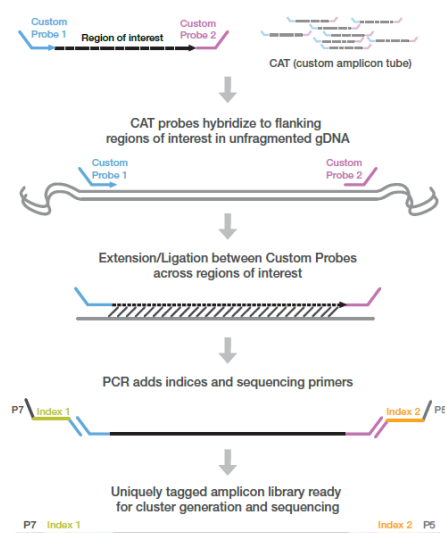 Custom
Probe 1
Region of interest
Custom
Probe 2
CAT (custom amplicon tube)
CAT probes hybridize to flanking
regions of interest in unfragmented gDNA
Custom
Probe 1
Custom
Probe 2
Extension/Ligation between Custom Probes
across regions of interest
PCR adds indices and sequencing primers
P7
Index 1
Index 2
P5
Uniquely tagged amplicon library ready
for cluster generation and sequencing
P7 Index 1
Index 2 P5